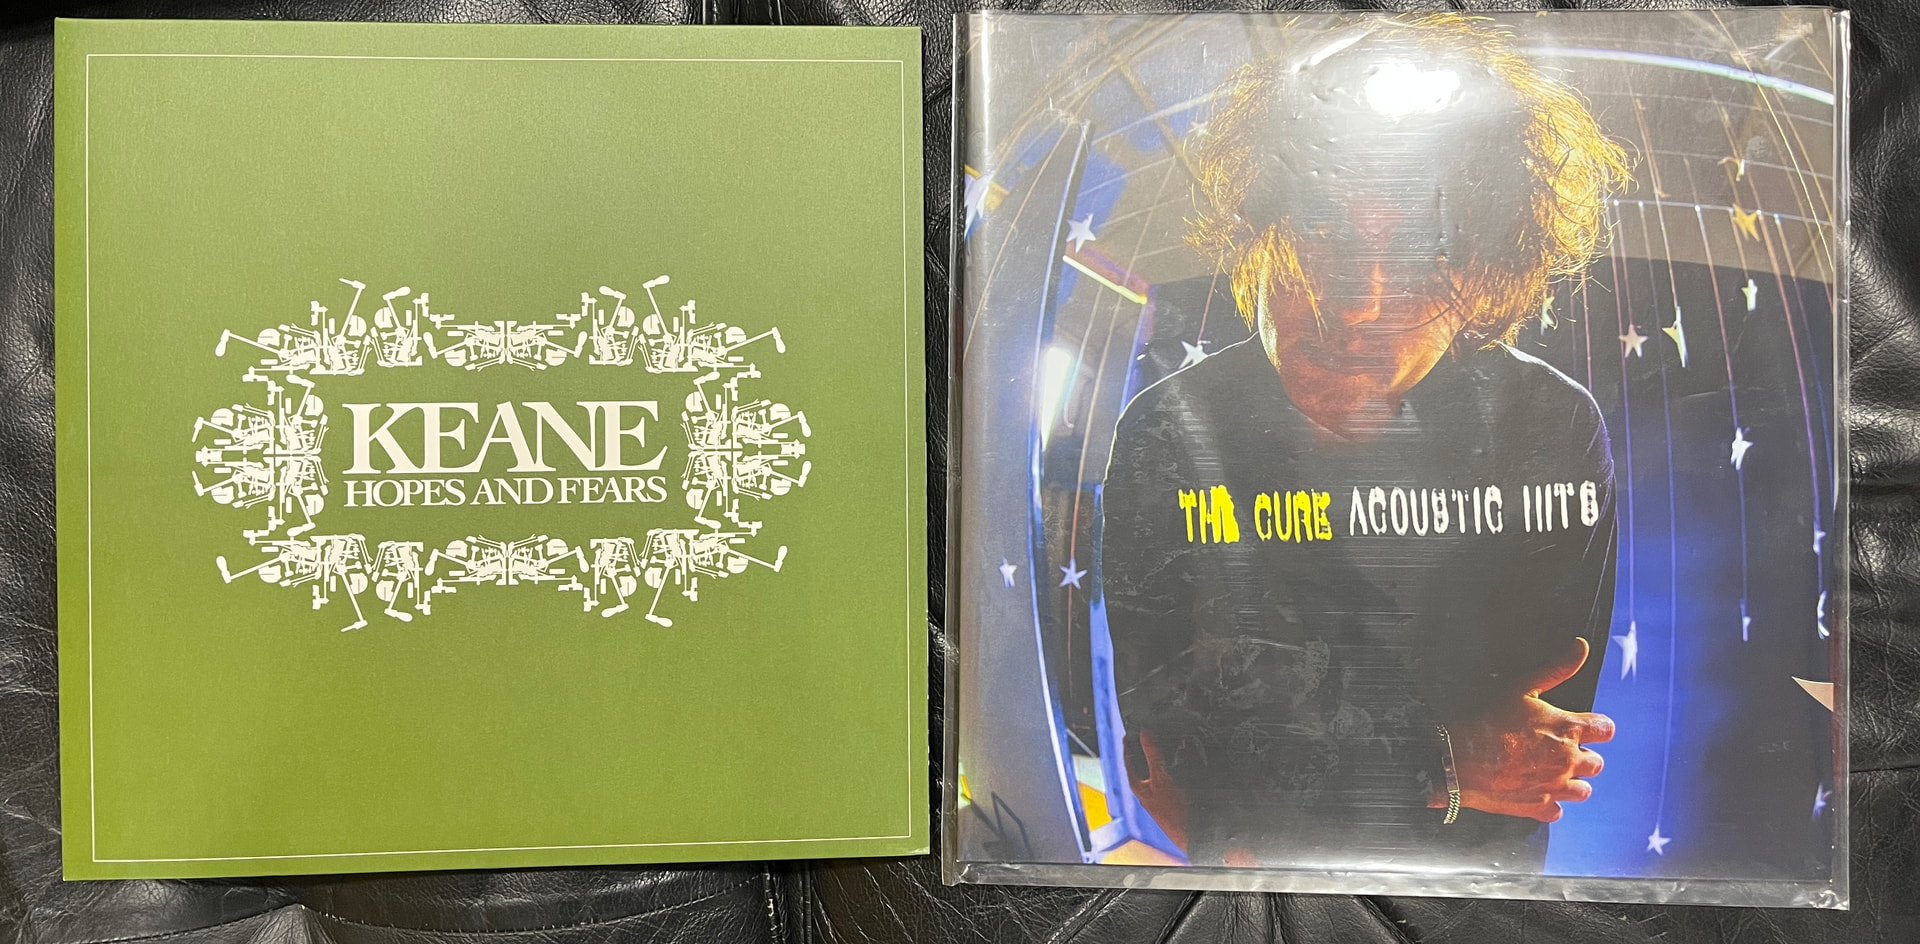 KEANE
HOPES AND FEARS
THE CURE ACOUSTIC HITS